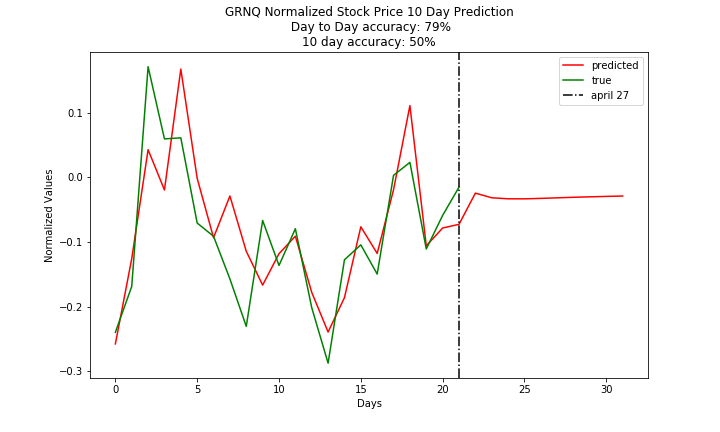 GRNQ Normalized Stock Price 10 Day Prediction
Day to Day accuracy: 79%
10 day accuracy: 50%
predicted
true
april 27
0.1
0.0
−0.1
−0.2
−0.3
Normalized Values
0 5 10 15 20 25 30
Days